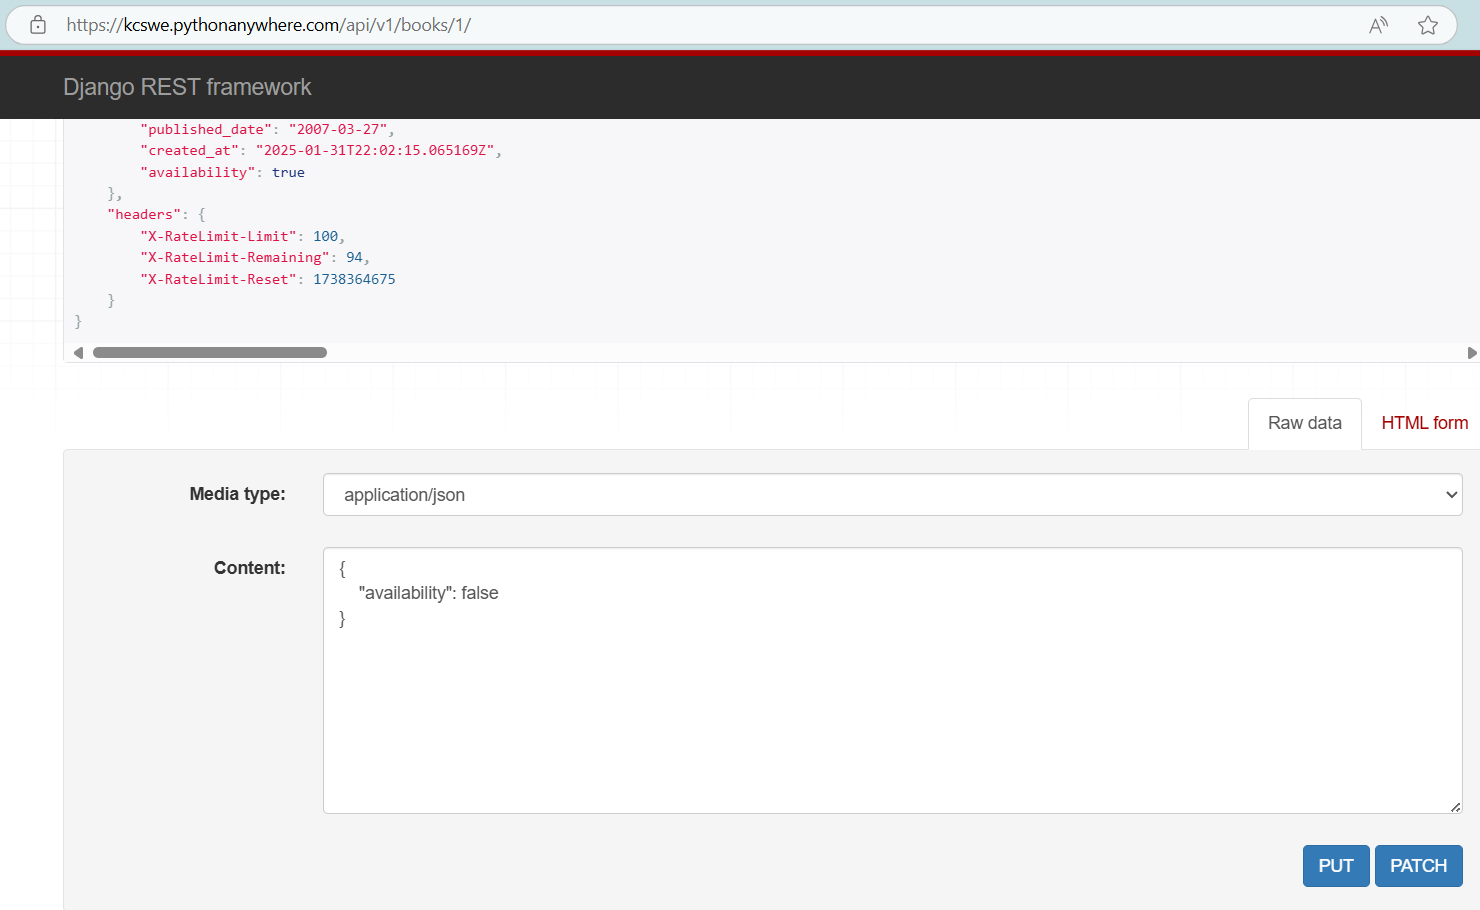 https://kcswe.pythonanywhere.com/api/v1/books/1/
Django REST framework
"published_date": "2007-03-27",
"created_at": "2025-01-31T22:02:15.065169Z",
"availability": true
},
"headers": {
"X-RateLimit-Limit": 100,
"X-RateLimit-Remaining": 94,
"X-RateLimit-Reset": 1738364675
}
}
Raw data HTML form
Media type: application/json
Content: {
"availability": false
}
PUT PATCH